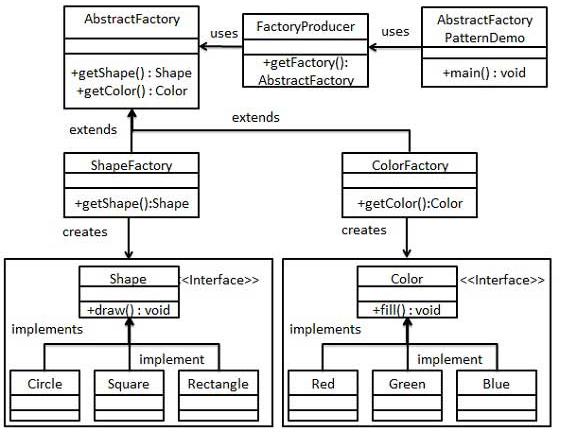 AbstractFactory
+getShape() : Shape
+getColor() : Color
uses
FactoryProducer
+getFactory():
AbstractFactory
uses
AbstractFactory
PatternDemo
+main() : void
extends
extends
ShapeFactory
+getShape():Shape
ColorFactory
+getColor():Color
creates
creates
Shape
<<Interface>>
+draw() : void
implements
implement
Circle
Square
Rectangle
Color
<<Interface>>
+fill() : void
implements
implement
Red
Green
Blue